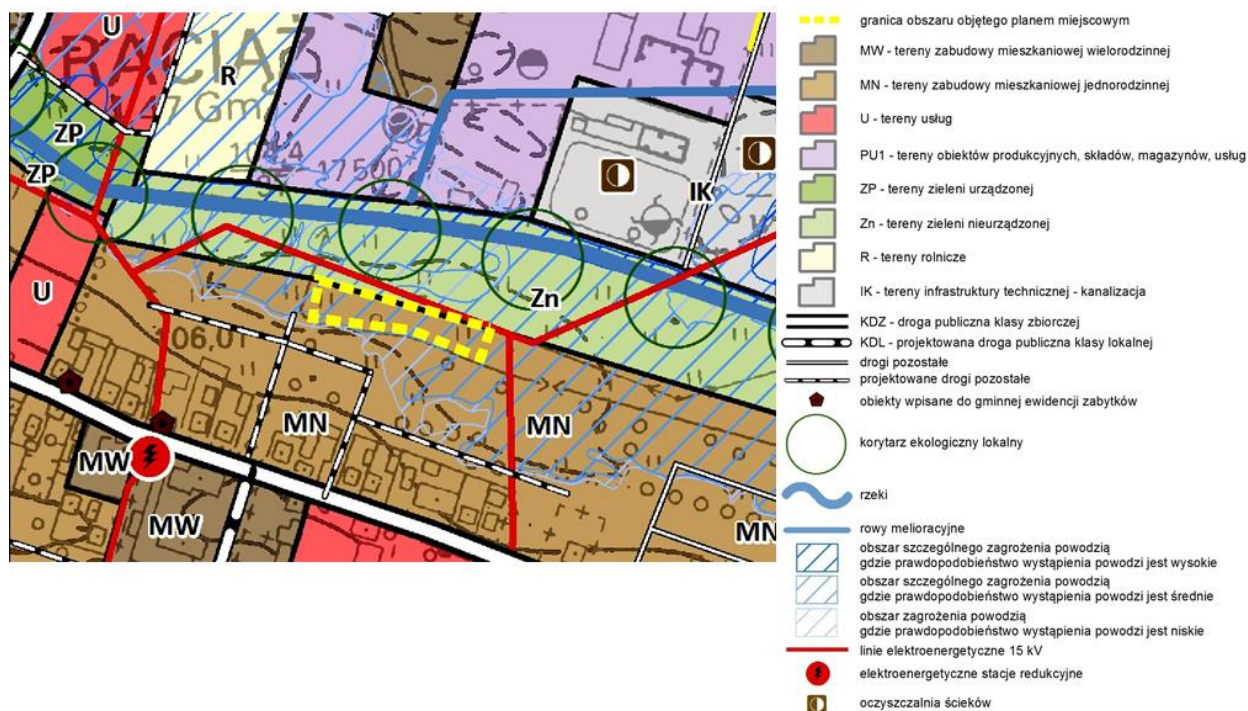 U
RACIĄŻ
R
ZP
ZP
17500
IK
U
Zn
06,01
MN
MN
MW
MW
MN
granica obszaru objętego planem miejscowym
MW - tereny zabudowy mieszkaniowej wielorodzinnej
MN - tereny zabudowy mieszkaniowej jednorodzinnej
U - tereny usług
PU1 - tereny obiektów produkcyjnych, składów, magazynów, usług
ZP - tereny zieleni urządzonej
Zn - tereny zieleni nieurządzonej
R - tereny rolnicze
IK - tereny infrastruktury technicznej - kanalizacja
KDZ - droga publiczna klasy zbiorczej
KDL - projektowana droga publiczna klasy lokalnej
drogi pozostałe
projektowane drogi pozostałe
obiekty wpisane do gminnej ewidencji zabytków
korytarz ekologiczny lokalny
rzeki
rowy melioracyjne
obszar szczególnego zagrożenia powodzią
gdzie prawdopodobieństwo wystąpienia powodzi jest wysokie
obszar szczególnego zagrożenia powodzią
gdzie prawdopodobieństwo wystąpienia powodzi jest średnie
obszar zagrożenia powodzią
gdzie prawdopodobieństwo wystąpienia powodzi jest niskie
linie elektroenergetyczne 15 kV
elektroenergetyczne stacje redukcyjne
oczyszczalnia ścieków